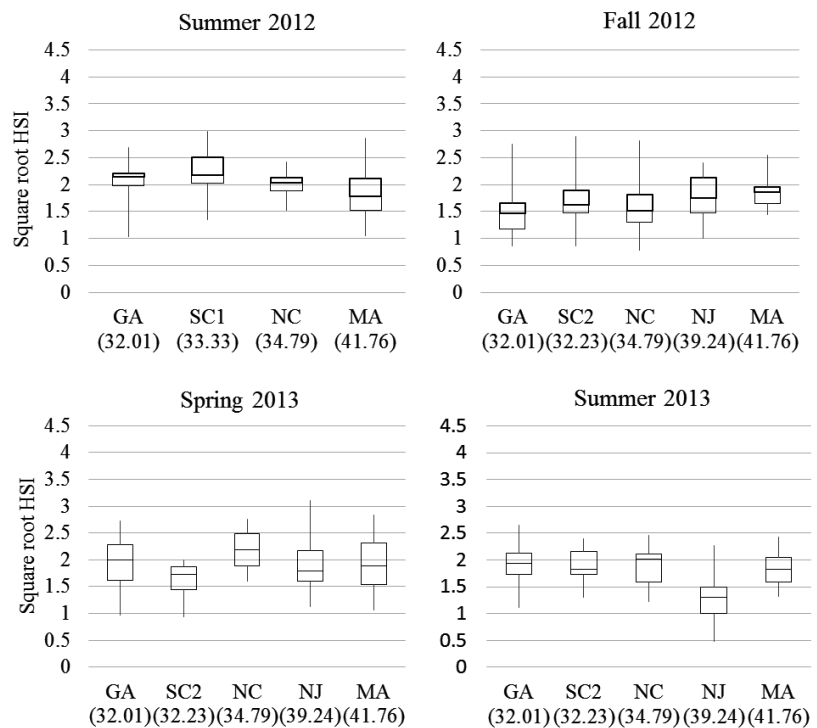 Summer 2012
Square root HSI
4.5
4
3.5
3
2.5
2
1.5
1
0.5
0
GA SC1 NC MA
(32.01) (33.33) (34.79) (41.76)
Fall 2012
4.5
4
3.5
3
2.5
2
1.5
1
0.5
0
GA SC2 NC NJ MA
(32.01) (32.23) (34.79) (39.24) (41.76)
Spring 2013
Square root HSI
4.5
4
3.5
3
2.5
2
1.5
1
0.5
0
GA SC2 NC NJ MA
(32.01) (32.23) (34.79) (39.24) (41.76)
Summer 2013
4.5
4
3.5
3
2.5
2
1.5
1
0.5
0
GA SC2 NC NJ MA
(32.01) (32.23) (34.79) (39.24) (41.76)